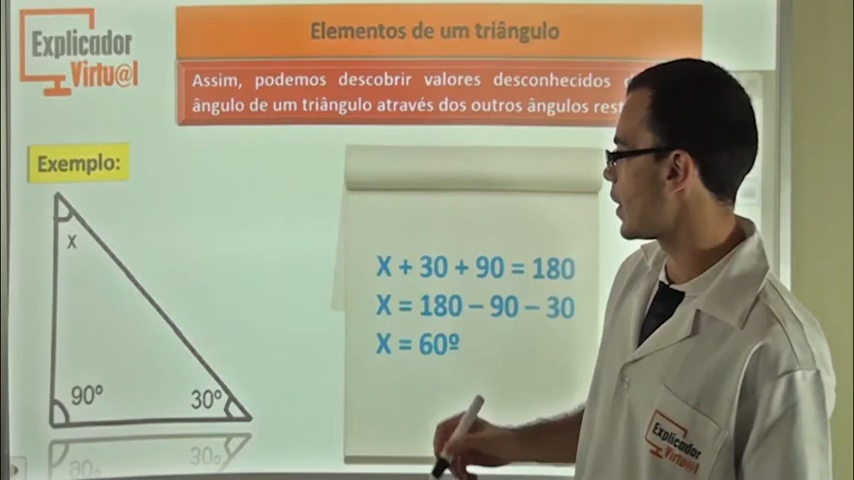 Explicador
Virtu@l
Elementos de um triângulo
Assim, podemos descobrir valores desconhecidos
ângulo de um triângulo através dos outros ângulos
Exemplo:
X
90º
30º
X + 30 + 90 = 180
X = 180 – 90 – 30
X = 60º
Explicador
Virtu@l